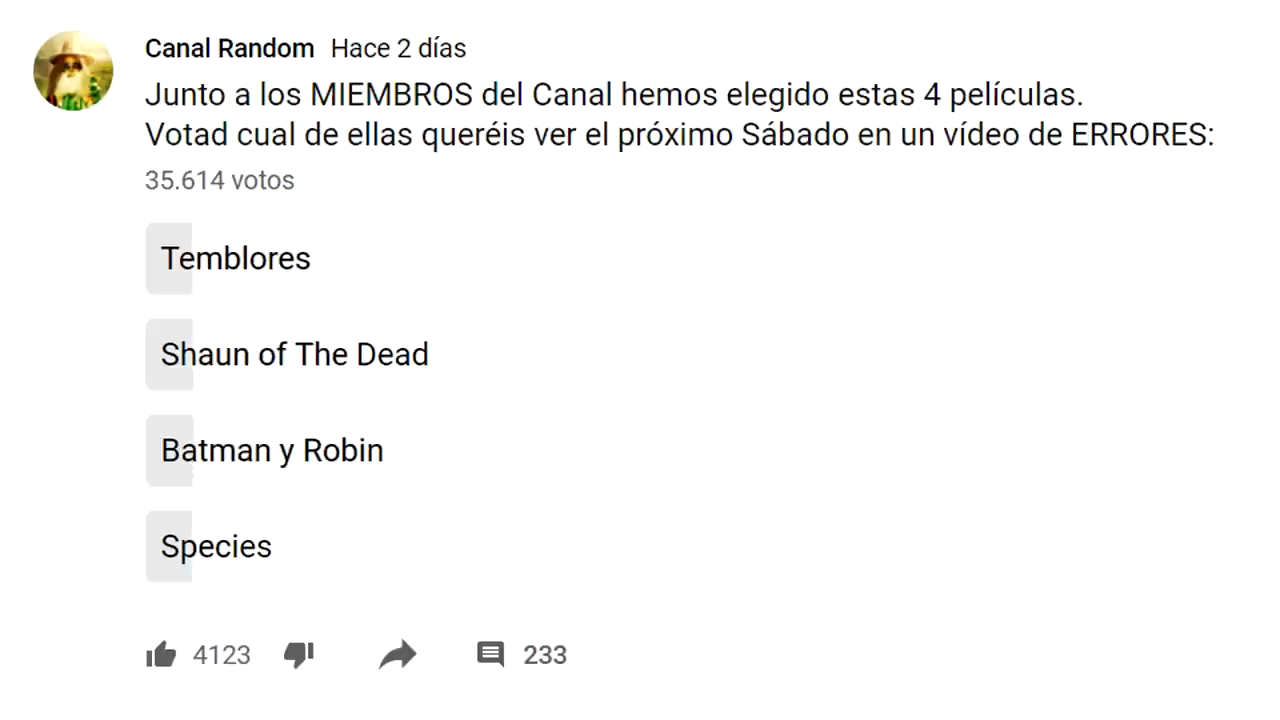 Canal Random Hace 2 días
Junto a los MIEMBROS del Canal hemos elegido estas 4 películas.
Votad cual de ellas queréis ver el próximo Sábado en un vídeo de ERRORES:
35.614 votos
Temblores
Shaun of The Dead
Batman y Robin
Species
4123 233